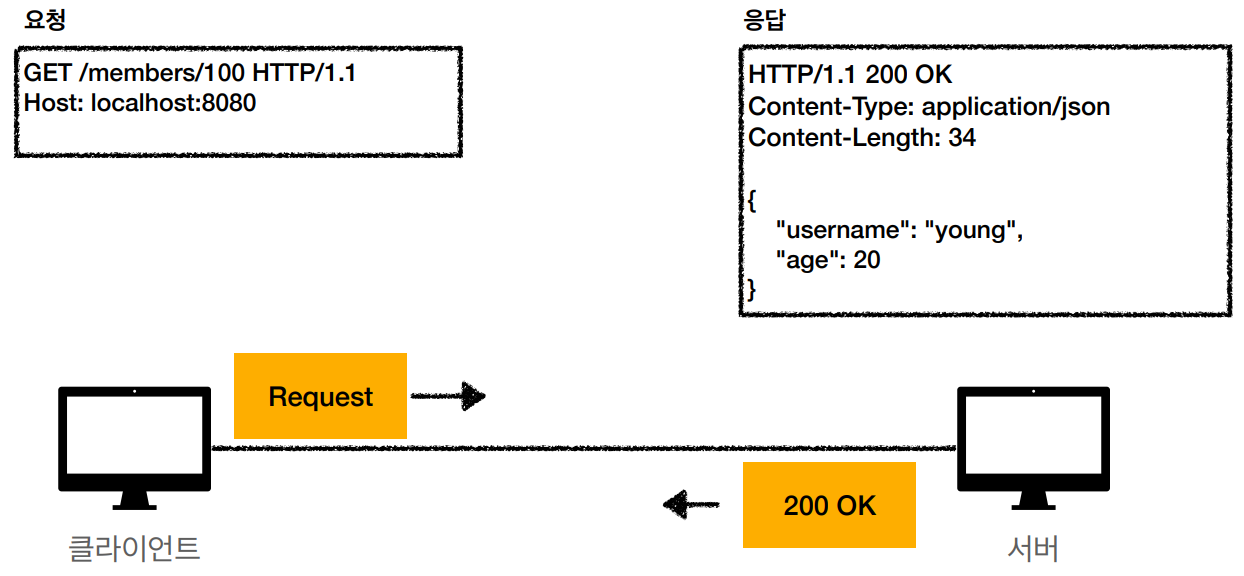 요청
GET /members/100 HTTP/1.1
Host: localhost:8080
응답
HTTP/1.1 200 OK
Content-Type: application/json
Content-Length: 34
{
"username": "young",
"age": 20
}
Request
200 OK
클라이언트
서버